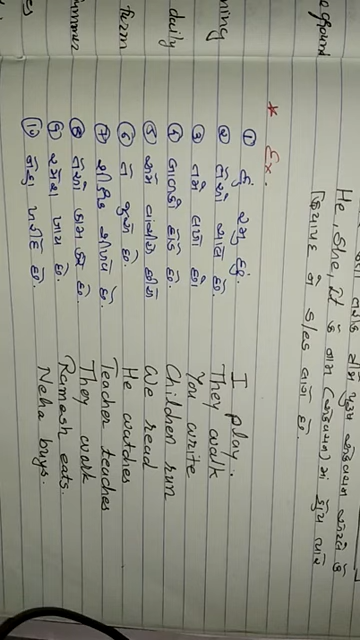 He, She, It કે નામ (એકવચન) માં હોય ત્યારે
ક્રિયાપદ ને s/es લાગે છે.
* Ex.
① હું રમુ છું. I play.
② તેઓ ચાલે છે. They walk
③ તમે લખો છો You write
④ બાળકો દોડે છે. Children run
⑤ અમે વાંચીએ છીએ We read
⑥ તે જુએ છે. He watches
⑦ શિક્ષક શીખવે છે. Teacher teaches
⑧ તેઓ કામ કરે છે. They work
⑨ રમેશ ખાય છે. Ramesh eats.
⑩ નેહા ખરીદે છે. Neha buys.